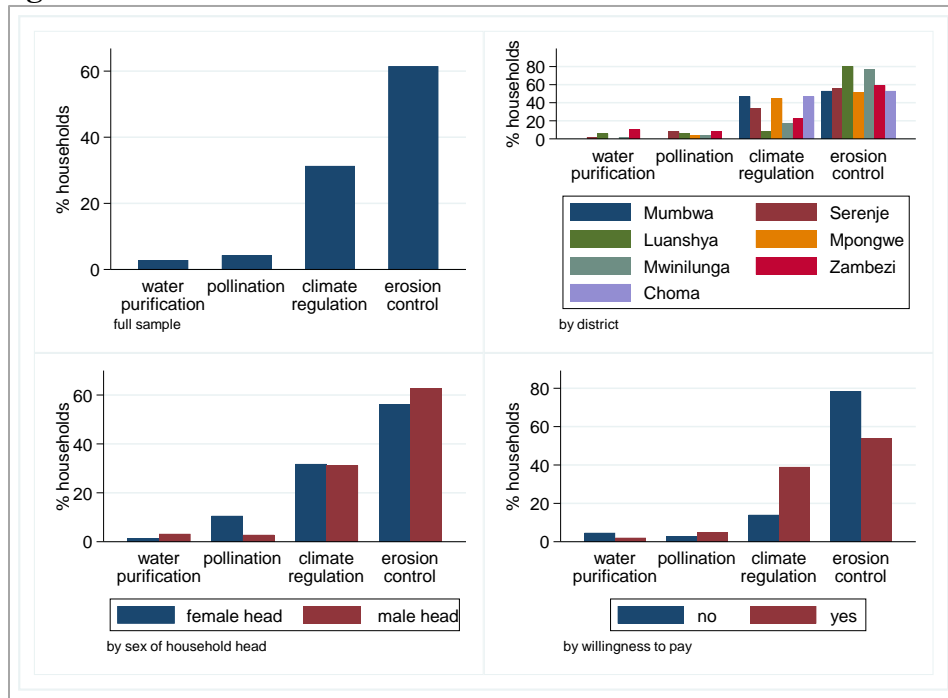 % households
60
40
20
0
water purification
pollination
climate regulation
erosion control
full sample
% households
80
60
40
20
0
water purification
pollination
climate regulation
erosion control
Mumbwa
Serenje
Luanshya
Mpongwe
Mwinilunga
Zambezi
Choma
by district
% households
60
40
20
0
water purification
pollination
climate regulation
erosion control
female head
male head
by sex of household head
% households
80
60
40
20
0
water purification
pollination
climate regulation
erosion control
no
yes
by willingness to pay